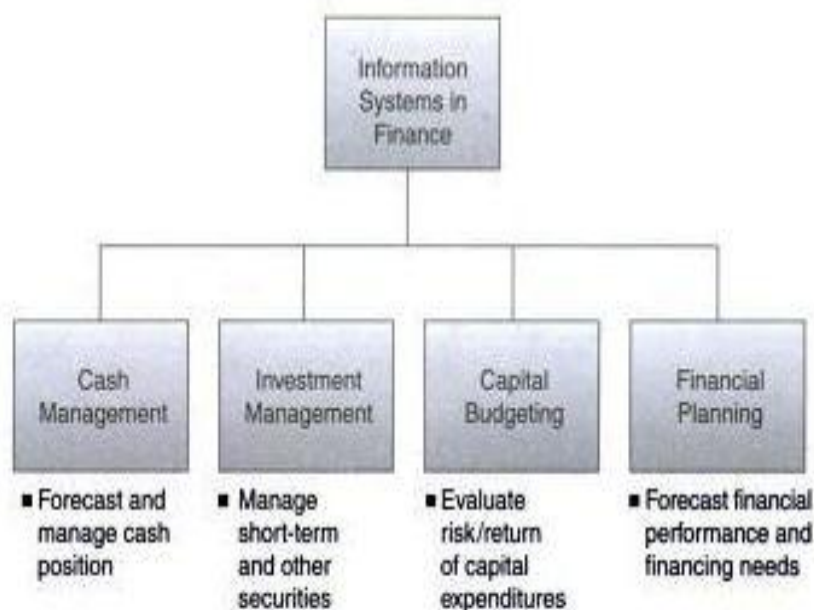 Information
Systems in
Finance
Cash
Management
Investment
Management
Capital
Budgeting
Financial
Planning
■ Forecast and
manage cash
position
■ Manage
short-term
and other
securities
■ Evaluate
risk/return
of capital
expenditures
■ Forecast financial
performance and
financing needs